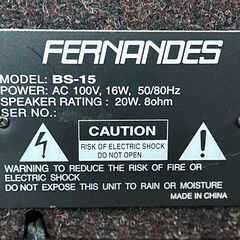 FERNANDES
MODEL: BS-15
POWER: AC 100V, 16W, 50/80Hz
SPEAKER RATING : 20W. 8ohm
SER NO.:
CAUTION
RISK OF ELECTRIC SHOCK
DO NOT OPEN
WARNING TO REDUCE THE RISK OF FIRE OR
ELECTRIC SHOCK
DO NOT EXPOSE THIS UNIT TO RAIN OR MOISTURE
MADE IN CHINA